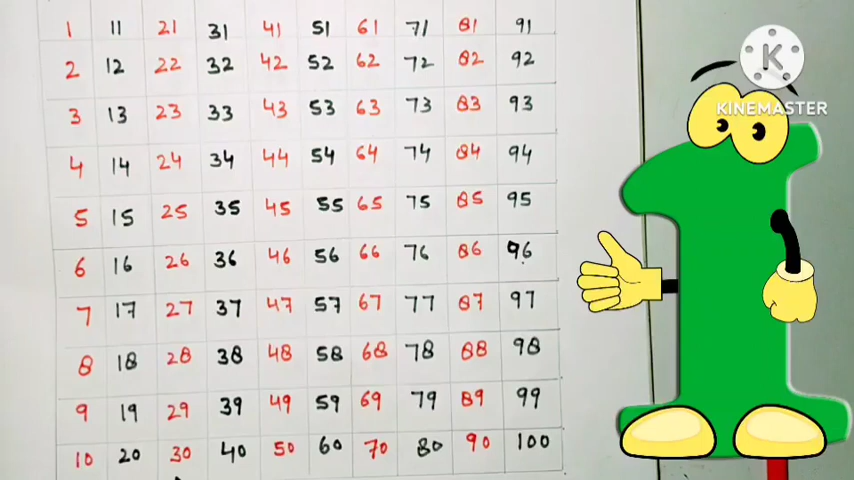 1 11 21 31 41 51 61 71 81 91
2 12 22 32 42 52 62 72 82 92
3 13 23 33 43 53 63 73 83 93
4 14 24 34 44 54 64 74 84 94
5 15 25 35 45 55 65 75 85 95
6 16 26 36 46 56 66 76 86 96
7 17 27 37 47 57 67 77 87 97
8 18 28 38 48 58 68 78 88 98
9 19 29 39 49 59 69 79 89 99
10 20 30 40 50 60 70 80 90 100
K
KINEMASTER
1